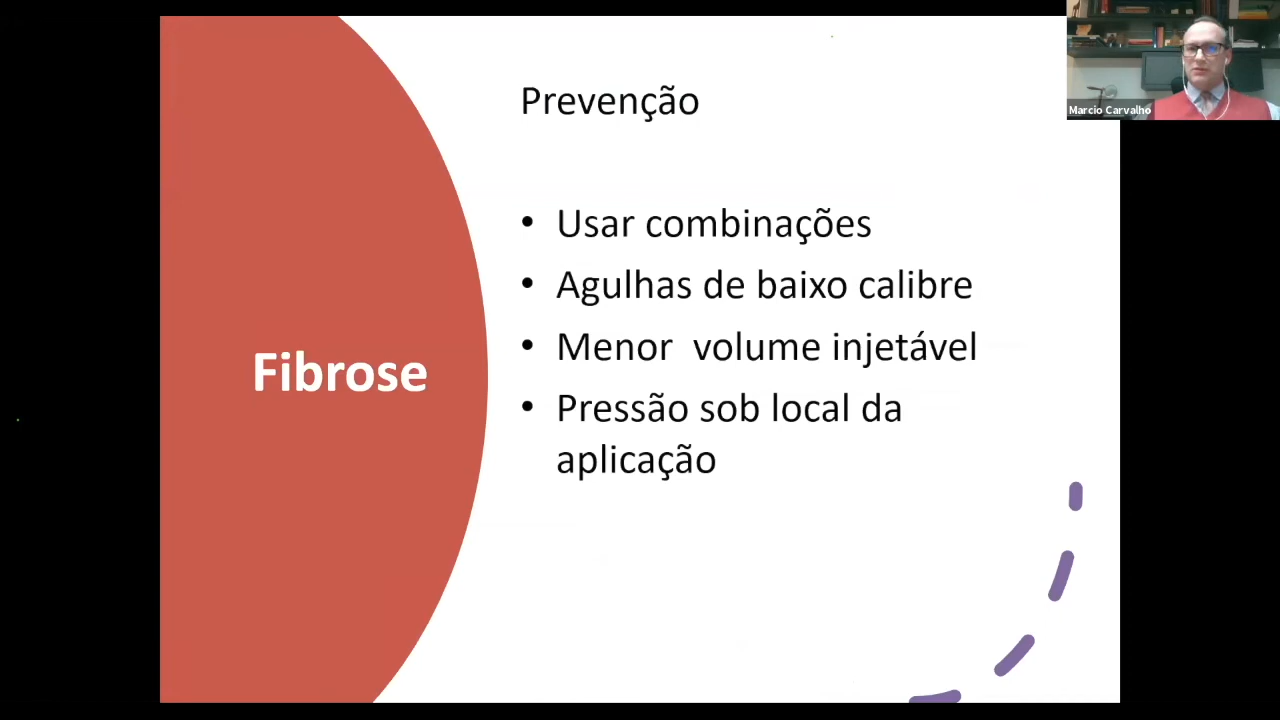 Prevenção
Marcio Carvalho
Fibrose
• Usar combinações
• Agulhas de baixo calibre
• Menor  volume injetável
• Pressão sob local da
aplicação